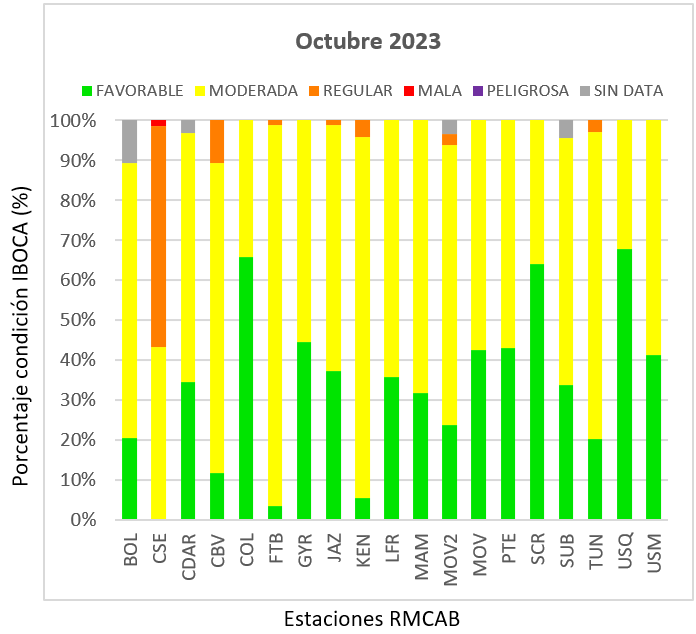 Octubre 2023
FAVORABLE MODERADA REGULAR MALA PELIGROSA SIN DATA
Porcentaje condición IBOCA (%)
100%
90%
80%
70%
60%
50%
40%
30%
20%
10%
0%
BOL CSE CDAR CBV COL FTB GYR JAZ KEN LFR MAM MOV2 MOV PTE SCR SUB TUN USQ USM
Estaciones RMCAB